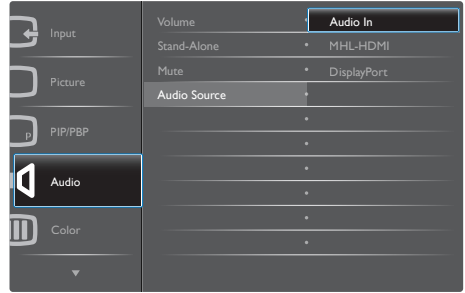 Input
Picture
P
PIP/PBP
Audio
Color
Volume
Stand-Alone
Mute
Audio Source
Audio In
MHL-HDMI
DisplayPort